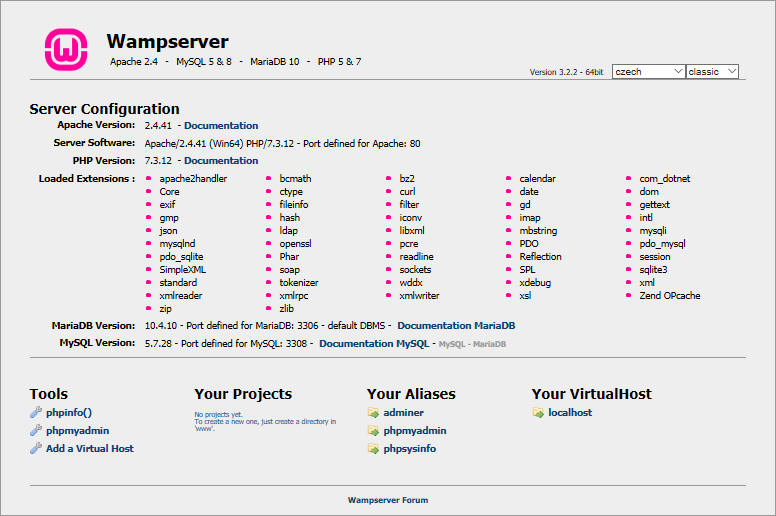 Wampserver
Apache 2.4 - MySQL 5 & 8 - MariaDB 10 - PHP 5 & 7
Version 3.2.2 - 64bit czech classic
Server Configuration
Apache Version: 2.4.41 - Documentation
Server Software: Apache/2.4.41 (Win64) PHP/7.3.12 - Port defined for Apache: 80
PHP Version: 7.3.12 - Documentation
Loaded Extensions : apache2handler bcmath bz2 calendar com_dotnet
Core ctype curl date dom
exif fileinfo filter gd gettext
gmp hash iconv imap intl
json ldap libxml mbstring mysqli
mysqlnd openssl pcre PDO pdo_mysql
pdo_sqlite Phar readline Reflection session
SimpleXML soap sockets SPL sqlite3
standard tokenizer wddx xdebug xml
xmlreader xmlrpc xmlwriter xsl Zend OPcache
zip zlib
MariaDB Version: 10.4.10 - Port defined for MariaDB: 3306 - default DBMS - Documentation MariaDB
MySQL Version: 5.7.28 - Port defined for MySQL: 3308 - Documentation MySQL - MySQL - MariaDB
Tools
phpinfo()
phpmyadmin
Add a Virtual Host
Your Projects
No projects yet.
To create a new one, just create a directory in
'www'.
Your Aliases
adminer
phpmyadmin
phpsysinfo
Your VirtualHost
localhost
Wampserver Forum